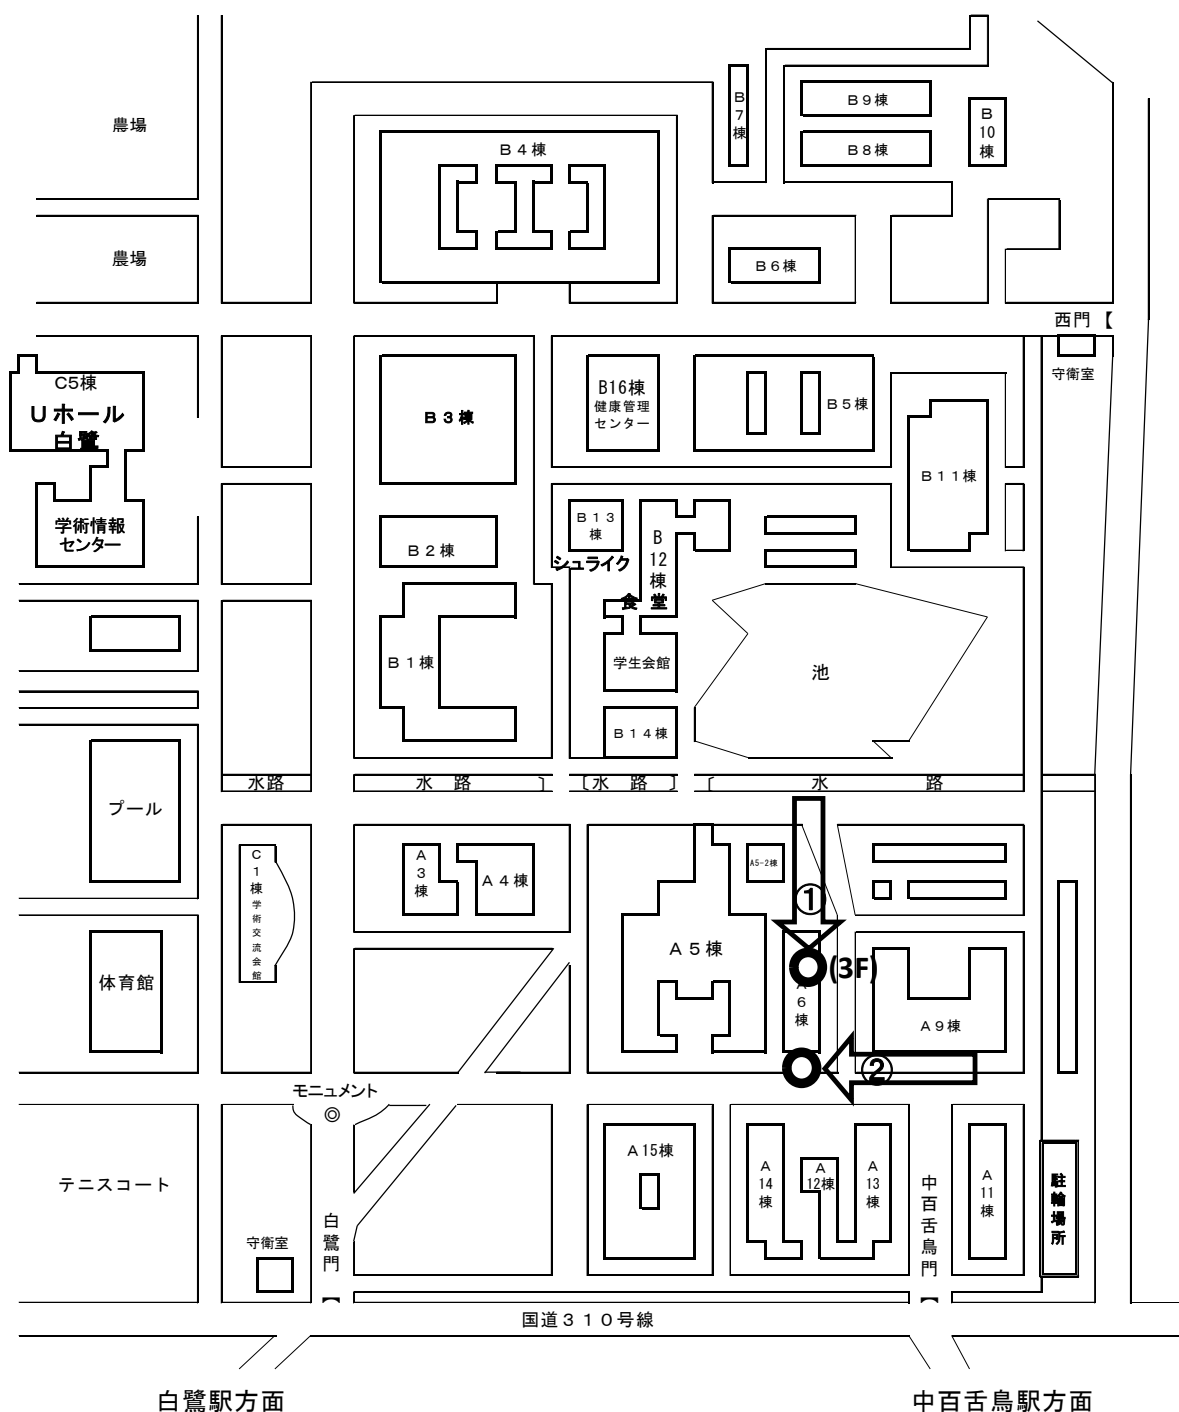 農場
B7棟
B9棟
B8棟
B10棟
B4棟
農場
B6棟
西門【
守衛室
C5棟
Uホール
白鷺
B3棟
B16棟
健康管理
センター
B5棟
B11棟
学術情報
センター
B2棟
B13
棟
シュライク
B12棟
食堂
B1棟
学生会館
池
B14棟
水路
水 路
水 路
水 路
プール
C1棟学術交流会館
A3棟
A4棟
A5-2棟
①
A5棟
(3F)
A6棟
A9棟
体育館
②
モニュメント
◎
テニスコート
A15棟
A14棟
A12棟
A13棟
中百舌鳥門
A11棟
駐輪場所
守衛室
白鷺門
【
【
国道310号線
白鷺駅方面
中百舌鳥駅方面